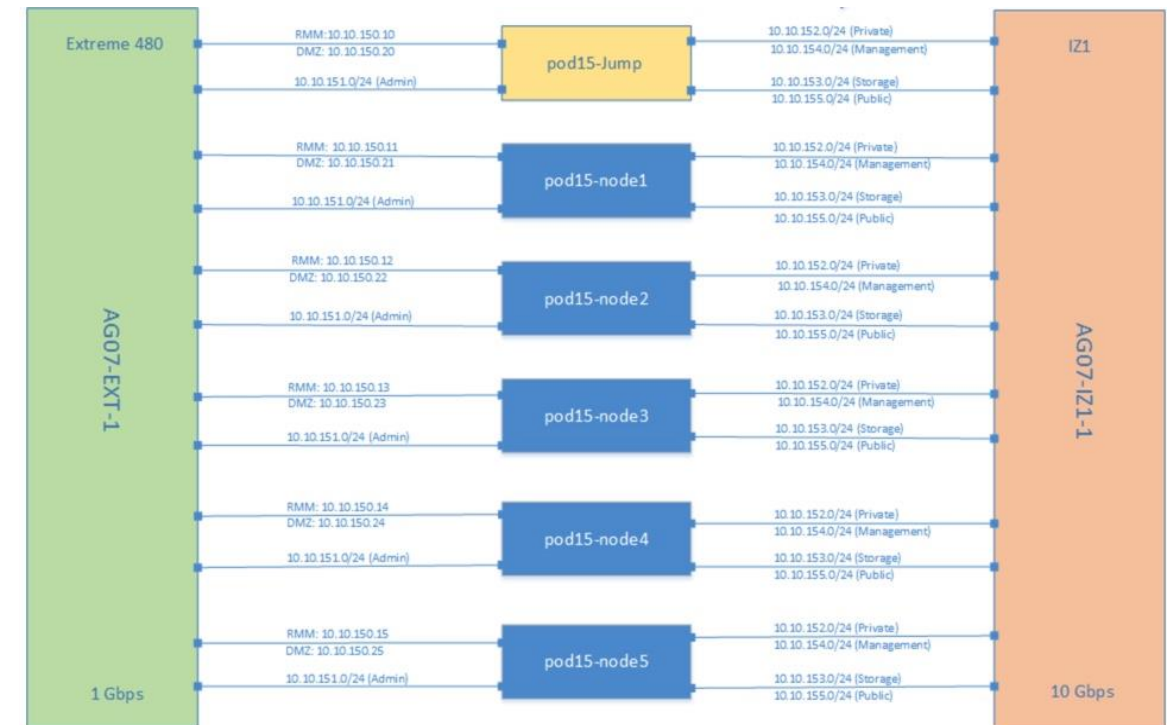 Extreme 480
AG07-EXT-1
1 Gbps
RMM:10.10.150.10
DMZ: 10.10.150.20
10.10.151.0/24 (Admin)
pod15-Jump
10.10.152.0/24 (Private)
10.10.154.0/24 (Management)
10.10.153.0/24 (Storage)
10.10.155.0/24 (Public)
RMM: 10.10.150.11
DMZ: 10.10.150.21
10.10.151.0/24 (Admin)
pod15-node1
10.10.152.0/24 (Private)
10.10.154.0/24 (Management)
10.10.153.0/24 (Storage)
10.10.155.0/24 (Public)
RMM: 10.10.150.12
DMZ: 10.10.150.22
10.10.151.0/24 (Admin)
pod15-node2
10.10.152.0/24 (Private)
10.10.154.0/24 (Management)
10.10.153.0/24 (Storage)
10.10.155.0/24 (Public)
RMM: 10.10.150.13
DMZ: 10.10.150.23
10.10.151.0/24 (Admin)
pod15-node3
10.10.152.0/24 (Private)
10.10.154.0/24 (Management)
10.10.153.0/24 (Storage)
10.10.155.0/24 (Public)
RMM: 10.10.150.14
DMZ: 10.10.150.24
10.10.151.0/24 (Admin)
pod15-node4
10.10.152.0/24 (Private)
10.10.154.0/24 (Management)
10.10.153.0/24 (Storage)
10.10.155.0/24 (Public)
RMM: 10.10.150.15
DMZ: 10.10.150.25
10.10.151.0/24 (Admin)
pod15-node5
10.10.152.0/24 (Private)
10.10.154.0/24 (Management)
10.10.153.0/24 (Storage)
10.10.155.0/24 (Public)
IZ1
AG07-IZ1-1
10 Gbps